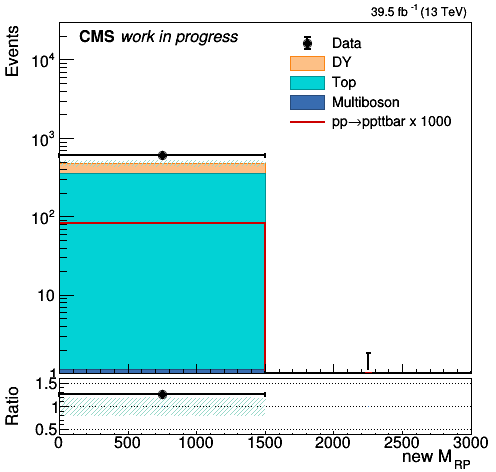 39.5 fb⁻¹ (13 TeV)
CMS work in progress
Data
DY
Top
Multiboson
pp→ppttbar x 1000
Events
10⁴
10³
10²
10
1
Ratio
1.5
1
0.5
0 500 1000 1500 2000 2500 3000
new M_RP